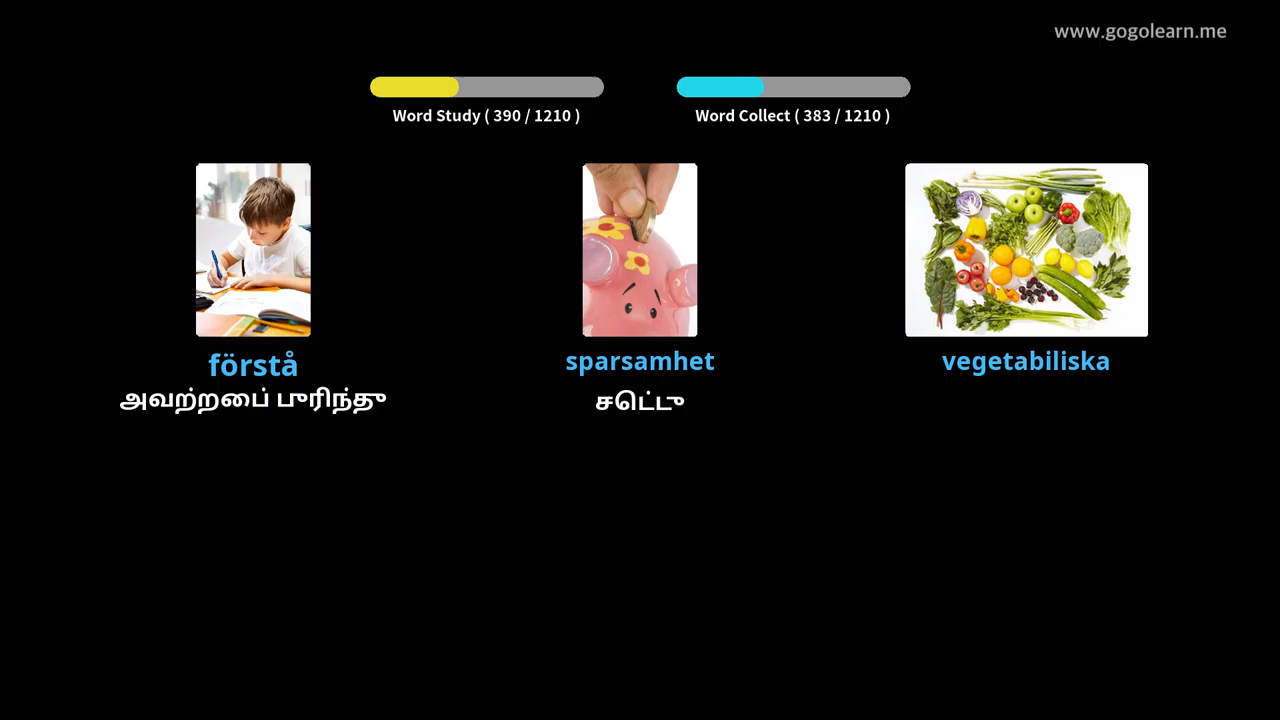 www.gogolearn.me
Word Study ( 390 / 1210 )
Word Collect ( 383 / 1210 )
förstå
sparsamhet
vegetabiliska
அவற்றைப் புரிந்து
செட்டு